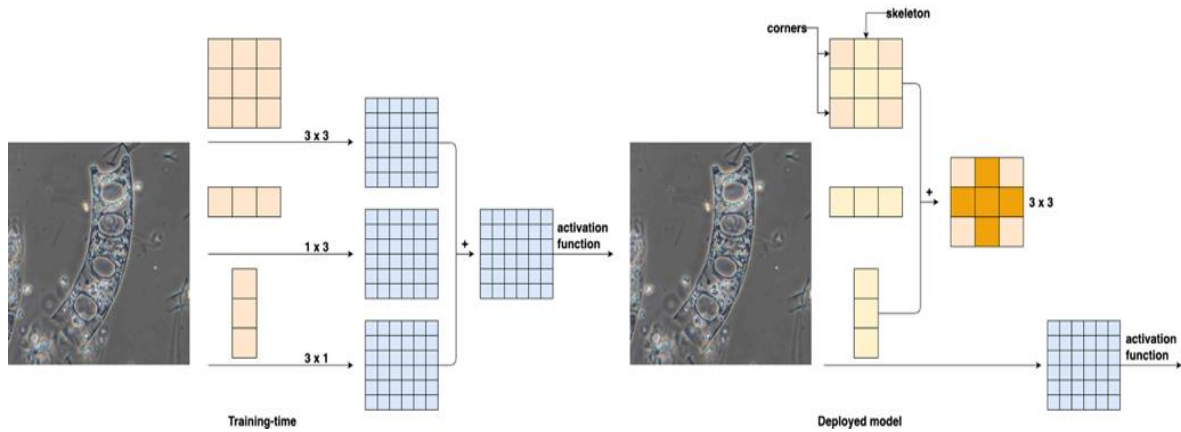 3 x 3
1 x 3
3 x 1
+
activation
function
Training-time
skeleton
corners
+
3 x 3
activation
function
Deployed model